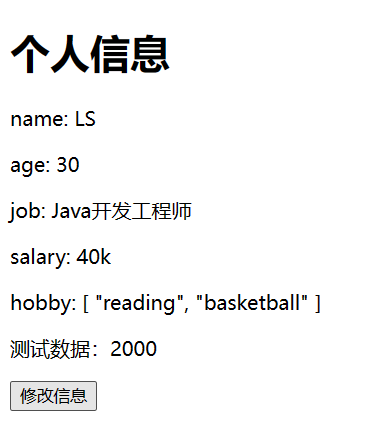 个人信息
name: LS
age: 30
job: Java开发工程师
salary: 40k
hobby: [ "reading", "basketball" ]
测试数据：2000
修改信息